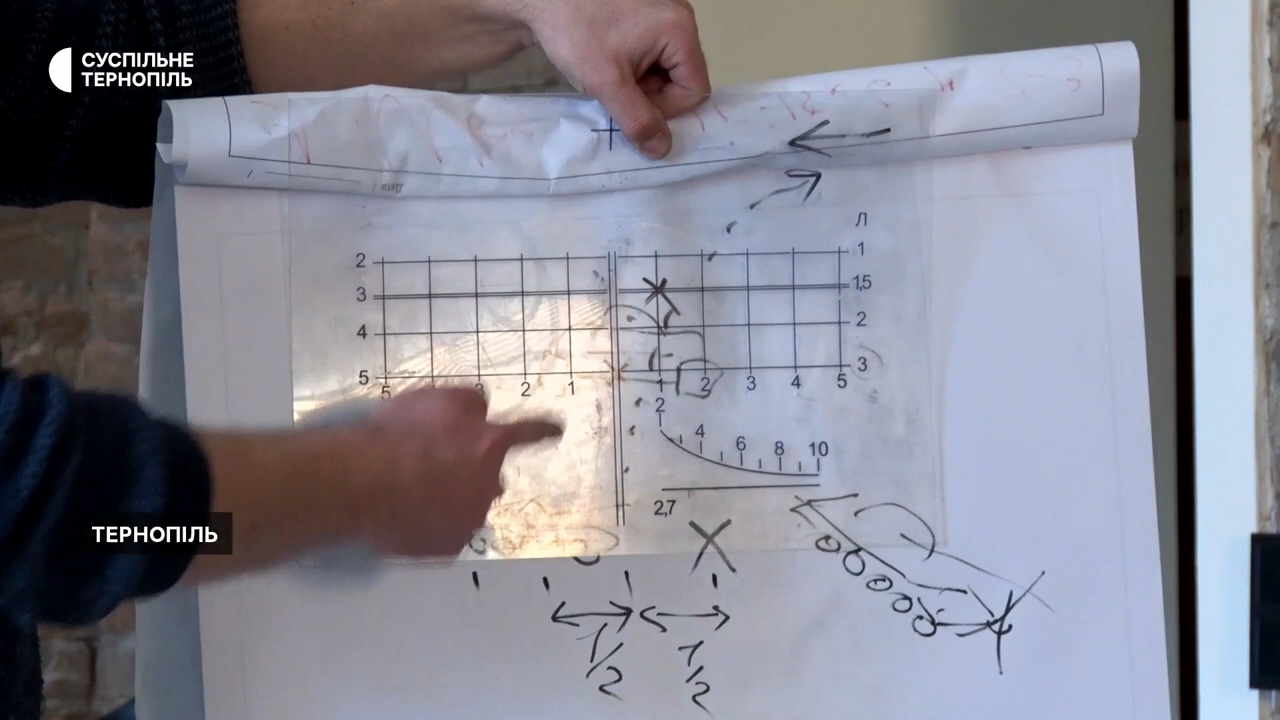 СУСПІЛЬНЕ
ТЕРНОПІЛЬ
Л
2 1
3 1,5
4 2
5 3
5 3 2 1 1 2 3 4 5
2 4 6 8 10
2,7
ТЕРНОПІЛЬ
1/2 1/2